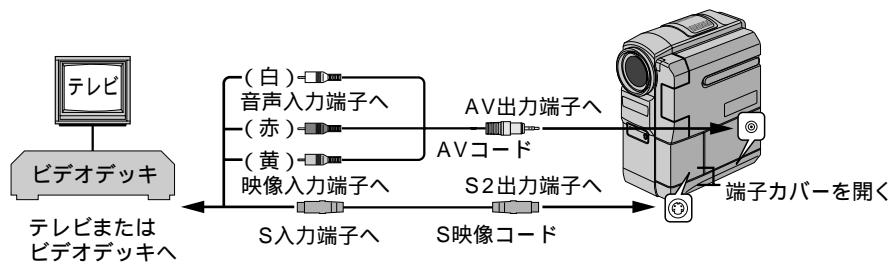 テレビ
ビデオデッキ
テレビまたは
ビデオデッキへ
(白)
音声入力端子へ
(赤)
(黄)
映像入力端子へ
S入力端子へ
AV出力端子へ
AVコード
S2出力端子へ
S映像コード
端子カバーを開く